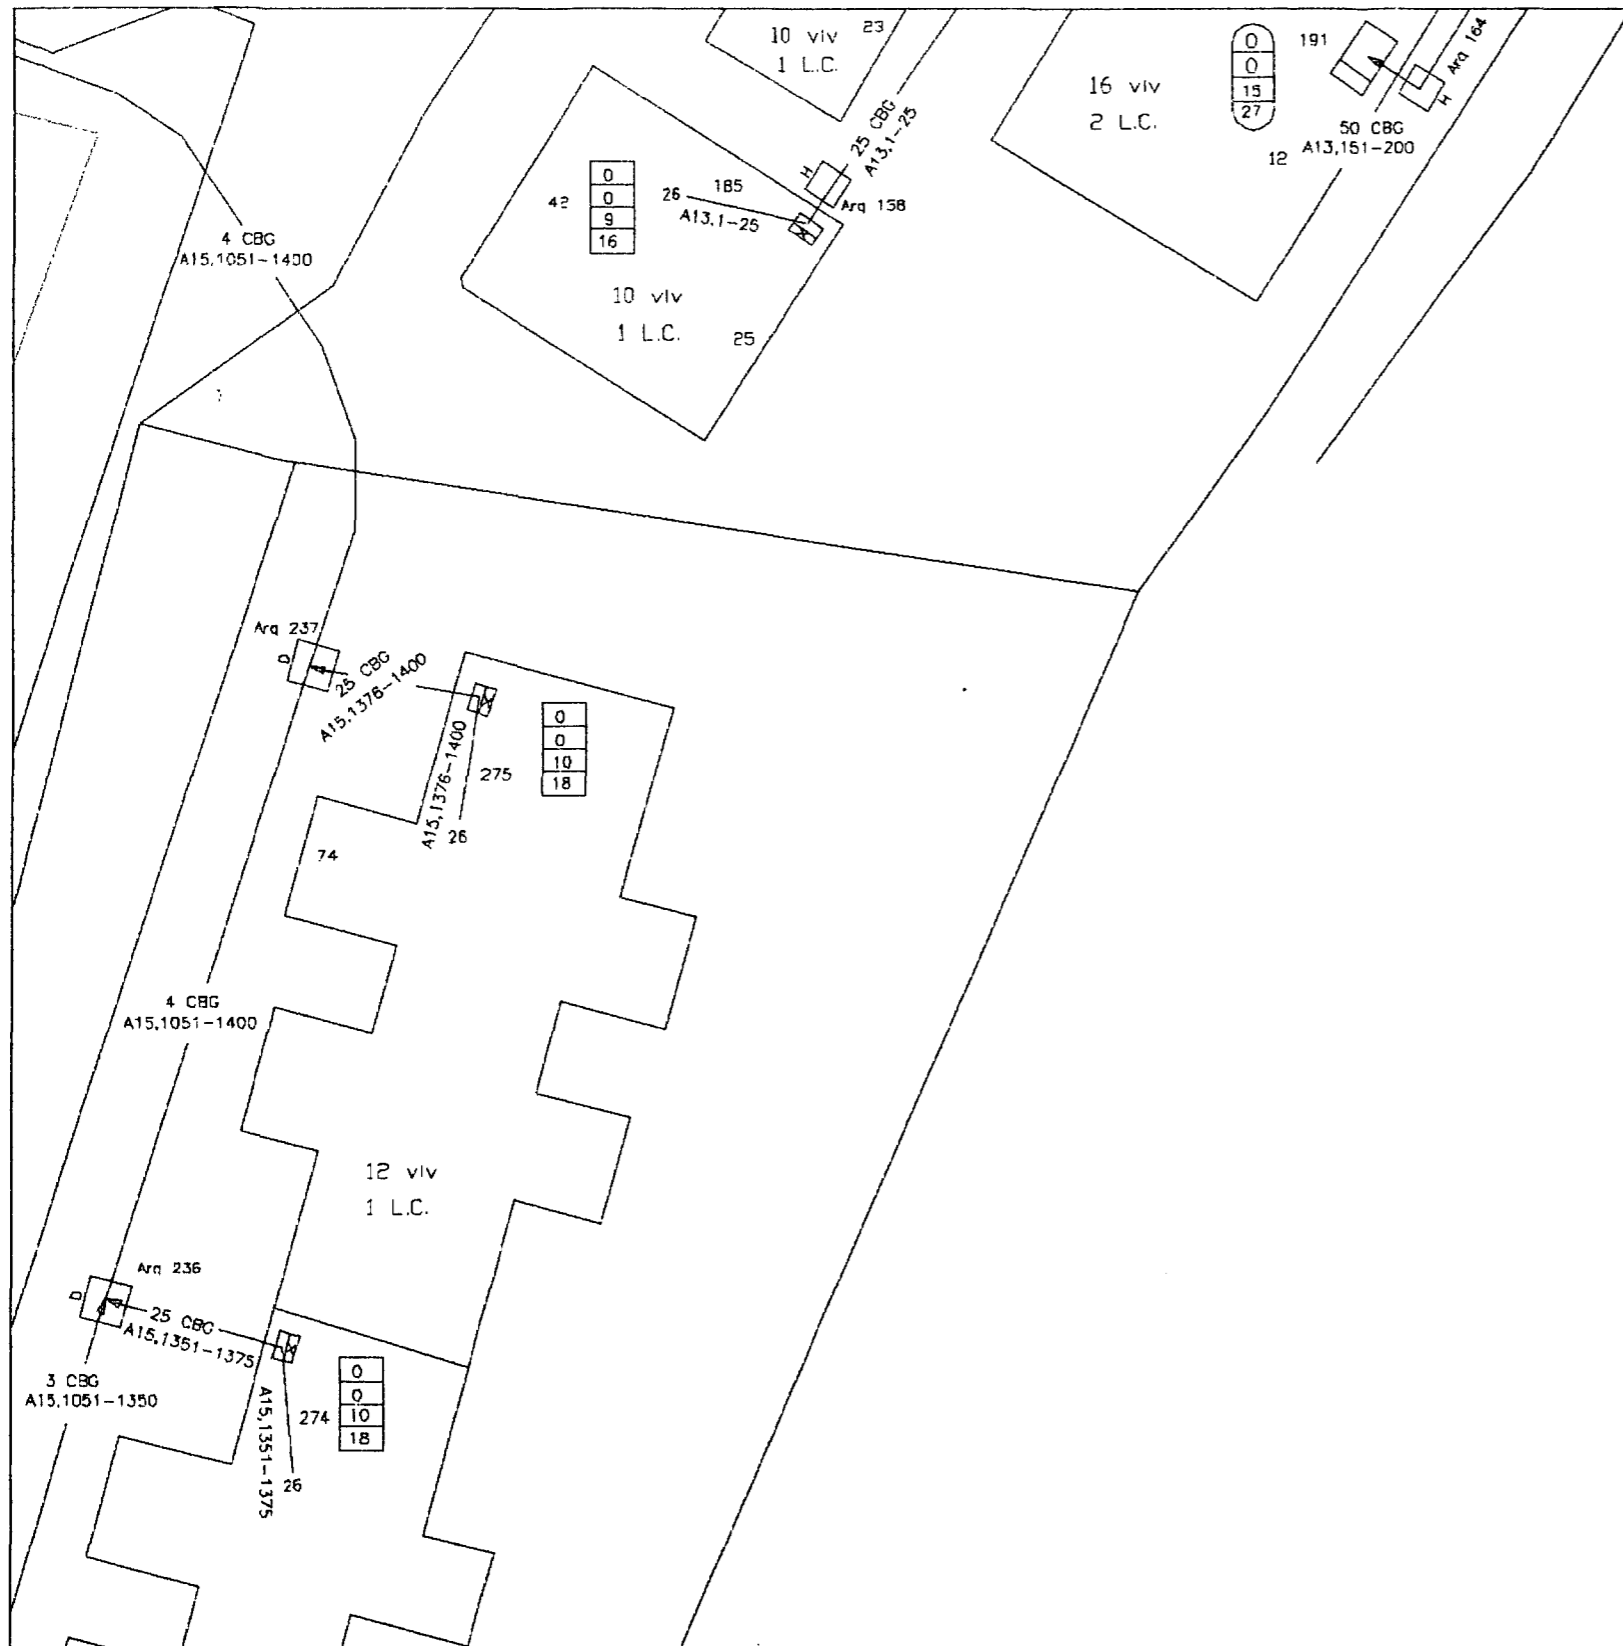 10 viv
1 L.C.
23
16 viv
2 L.C.
0
0
15
27
191
12
Arq 164
H
50 CBG
A13,151-200
25 CBG
A13,1-25
H
Arq 158
42
0
0
9
16
26
185
A13,1-25
10 viv
1 L.C.
25
4 CBG
A15,1051-1400
Arq 237
D
25 CBG
A15,1376-1400
A15,1376-1400
26
275
0
0
10
18
74
4 CBG
A15,1051-1400
12 viv
1 L.C.
Arq 236
D
25 CBG
A15,1351-1375
3 CBG
A15,1051-1350
A15,1351-1375
26
274
0
0
10
18